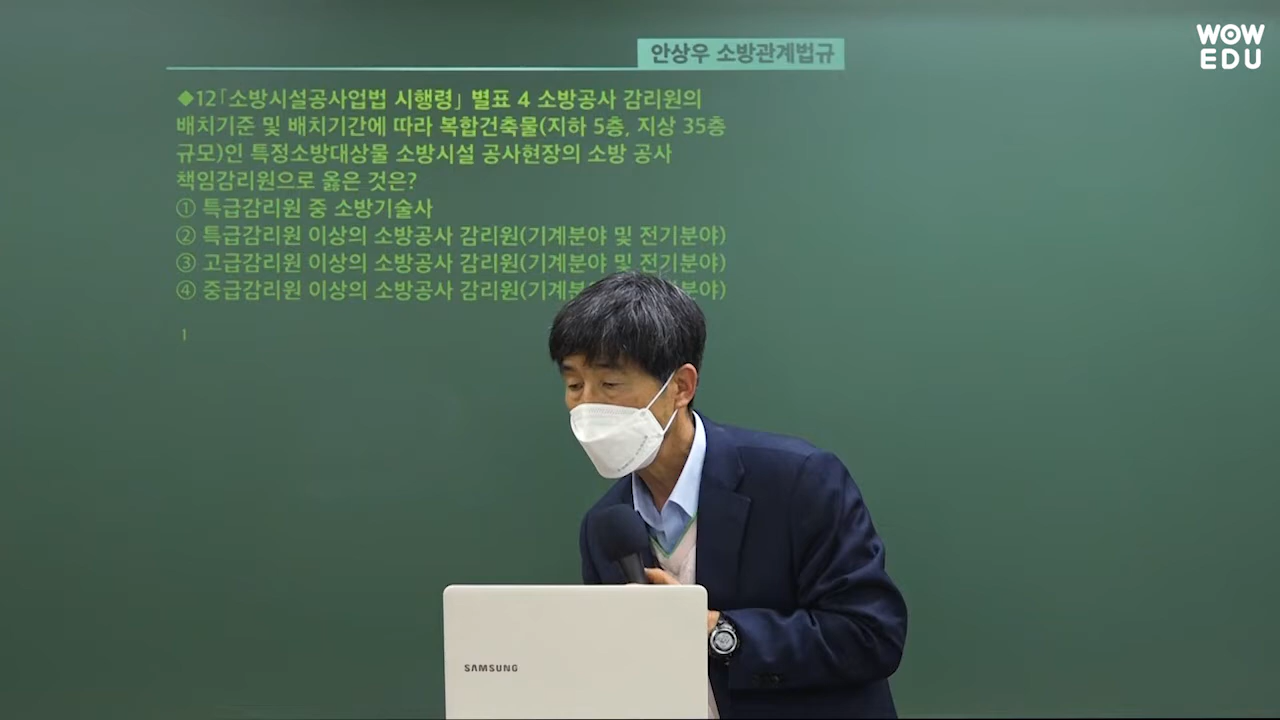 WOW
EDU
안상우 소방관계법규
◆12「소방시설공사업법 시행령」 별표 4 소방공사 감리원의
배치기준 및 배치기간에 따라 복합건축물(지하 5층, 지상 35층
규모)인 특정소방대상물 소방시설 공사현장의 소방 공사
책임감리원으로 옳은 것은?
① 특급감리원 중 소방기술사
② 특급감리원 이상의 소방공사 감리원(기계분야 및 전기분야)
③ 고급감리원 이상의 소방공사 감리원(기계분야 및 전기분야)
④ 중급감리원 이상의 소방공사 감리원(기계 분야)
1
SAMSUNG